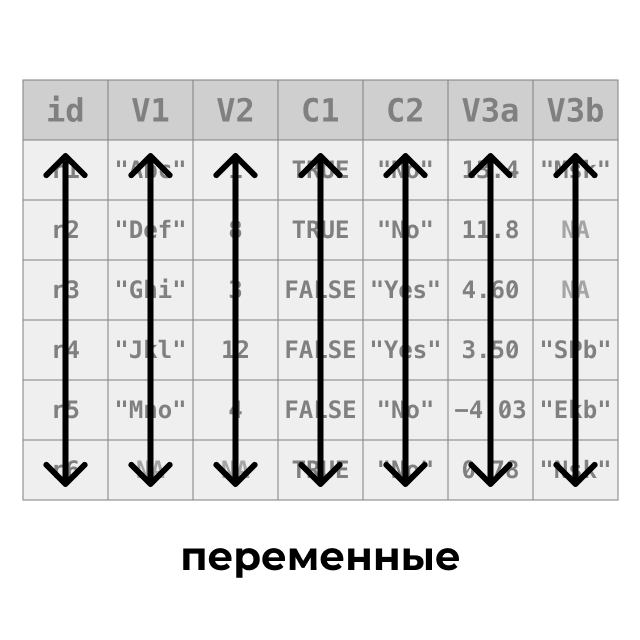 id V1 V2 C1 C2 V3a V3b
r1 "Abc" 1 TRUE "No" 15.4 "Msk"
r2 "Def" 8 TRUE "No" 11.8 NA
r3 "Ghi" 3 FALSE "Yes" 4.60 NA
r4 "Jkl" 12 FALSE "Yes" 3.50 "SPb"
r5 "Mno" 4 FALSE "No" −4.03 "Ekb"
r6 NA NA TRUE "No" 0.78 "Nsk"
переменные